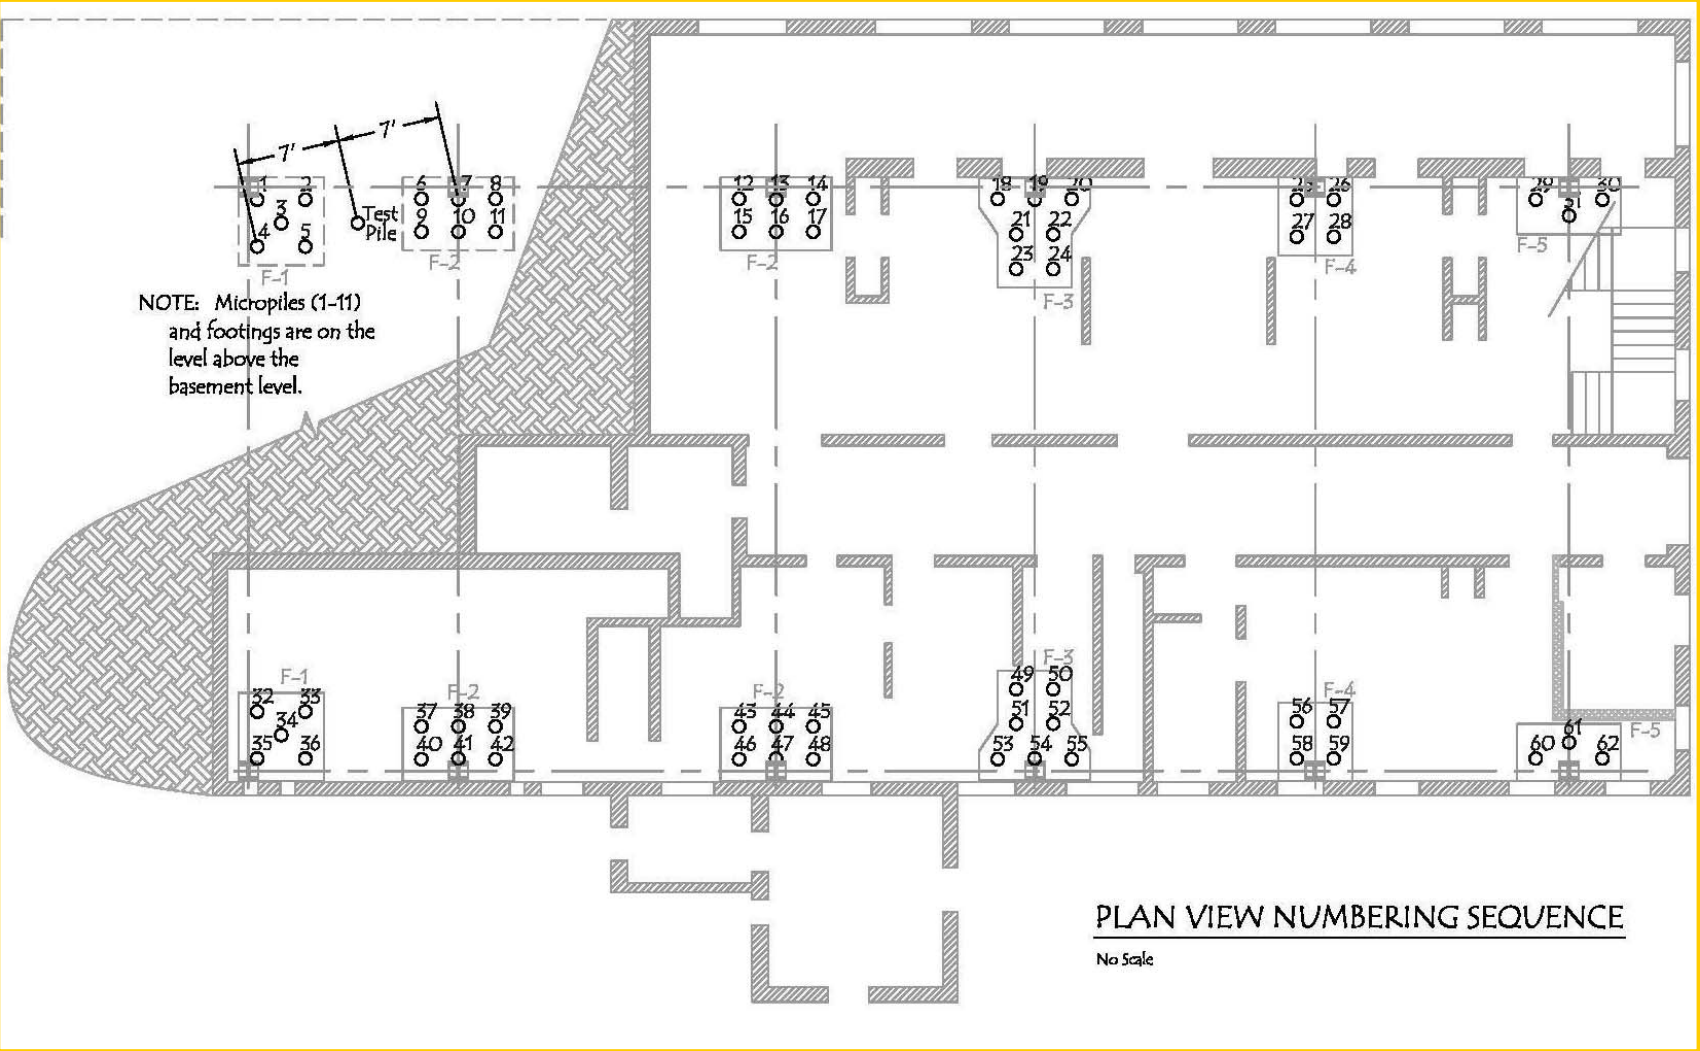 7'
7'
1 2
3
4 5
F-1
Test
Pile
6 7 8
9 10 11
F-2
12 13 14
15 16 17
F-2
18 19 20
21 22
23 24
F-3
25 26
27 28
F-4
29 30
31
F-5
NOTE: Micropiles (1-11)
and footings are on the
level above the
basement level.
F-1
32 33
34
35 36
F-2
37 38 39
40 41 42
F-2
43 44 45
46 47 48
F-3
49 50
51 52
53 54 55
F-4
56 57
58 59
61
60 62
F-5
PLAN VIEW NUMBERING SEQUENCE
No Scale